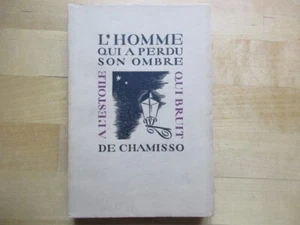 L'HOMME
QUI A PERDU
SON OMBRE
A L'ESTOILE
QUI BRUIT
DE CHAMISSO